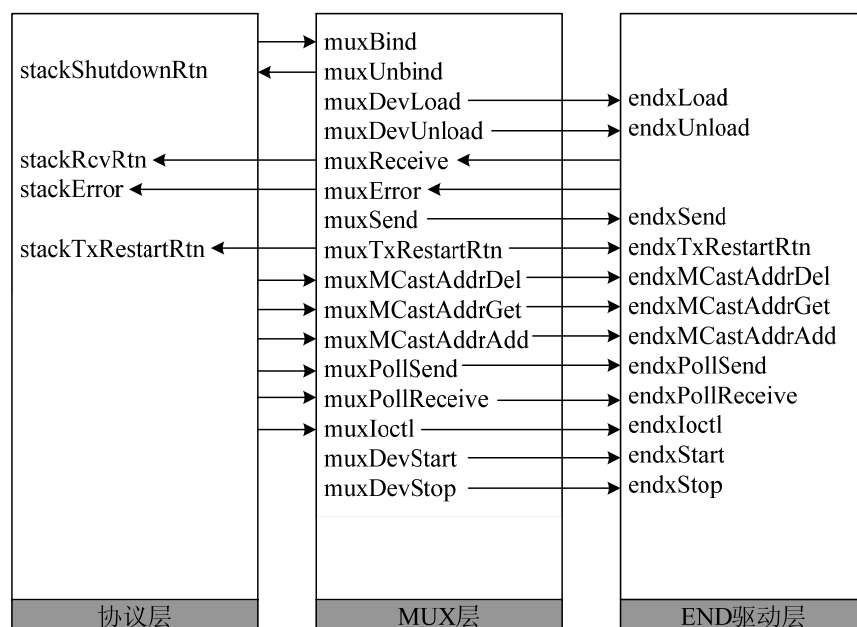 muxBind
stackShutdownRtn
muxUnbind
muxDevLoad
endxLoad
muxDevUnload
endxUnload
stackRcvRtn
muxReceive
stackError
muxError
muxSend
endxSend
stackTxRestartRtn
muxTxRestartRtn
endxTxRestartRtn
muxMCastAddrDel
endxMCastAddrDel
muxMCastAddrGet
endxMCastAddrGet
muxMCastAddrAdd
endxMCastAddrAdd
muxPollSend
endxPollSend
muxPollReceive
endxPollReceive
muxIoctl
endxIoctl
muxDevStart
endxStart
muxDevStop
endxStop
协议层
MUX层
END驱动层